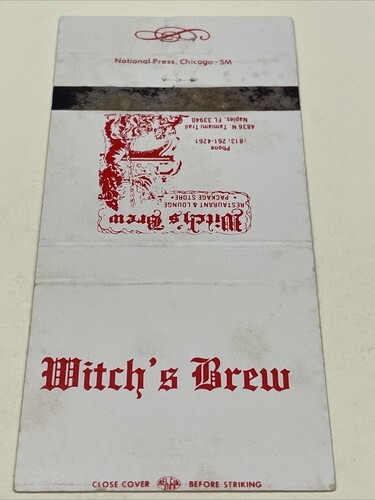 National Press, Chicago - SM
4836 N. Tamiami Trail
Naples, FL 33940
Phone
(813) 261-4261
Witch's Brew
RESTAURANT & LOUNGE
• PACKAGE STORE •
Witch's Brew
CLOSE COVER BEFORE STRIKING